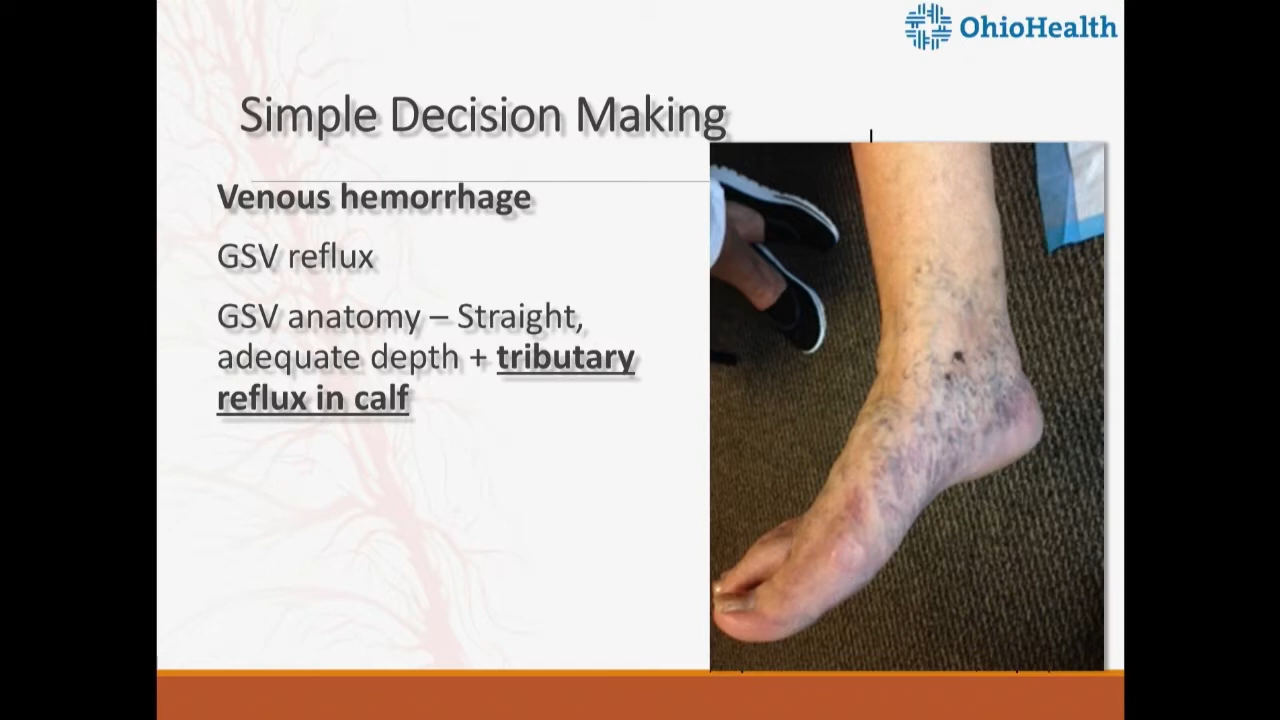 OhioHealth
Simple Decision Making
Venous hemorrhage
GSV reflux
GSV anatomy – Straight,
adequate depth + tributary
reflux in calf